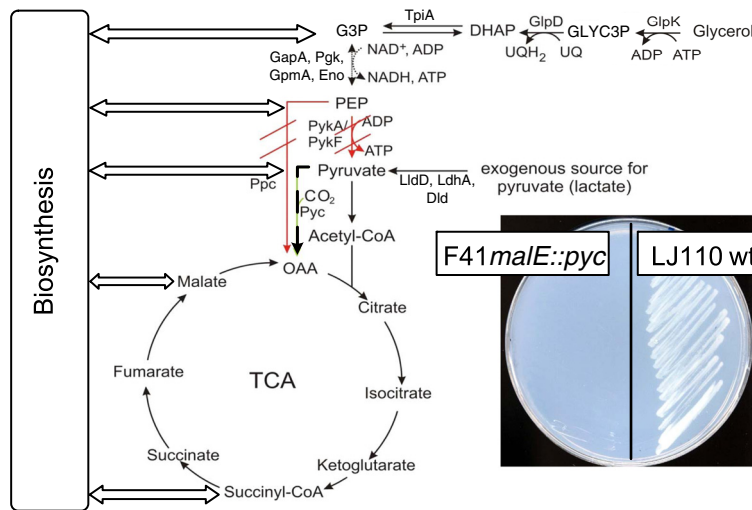 TpiA
GlpD
GlpK
G3P
DHAP
GLYC3P
Glycerol
UQH2
UQ
ADP
ATP
GapA, Pgk,
GpmA, Eno
NAD+, ADP
NADH, ATP
PEP
PykA/
PykF
ADP
ATP
Ppc
Pyruvate
LldD, LdhA,
Dld
exogenous source for
pyruvate (lactate)
CO2
Pyc
Acetyl-CoA
OAA
Malate
Citrate
Fumarate
TCA
Isocitrate
Succinate
Ketoglutarate
Succinyl-CoA
Biosynthesis
F41malE::pyc
LJ110 wt